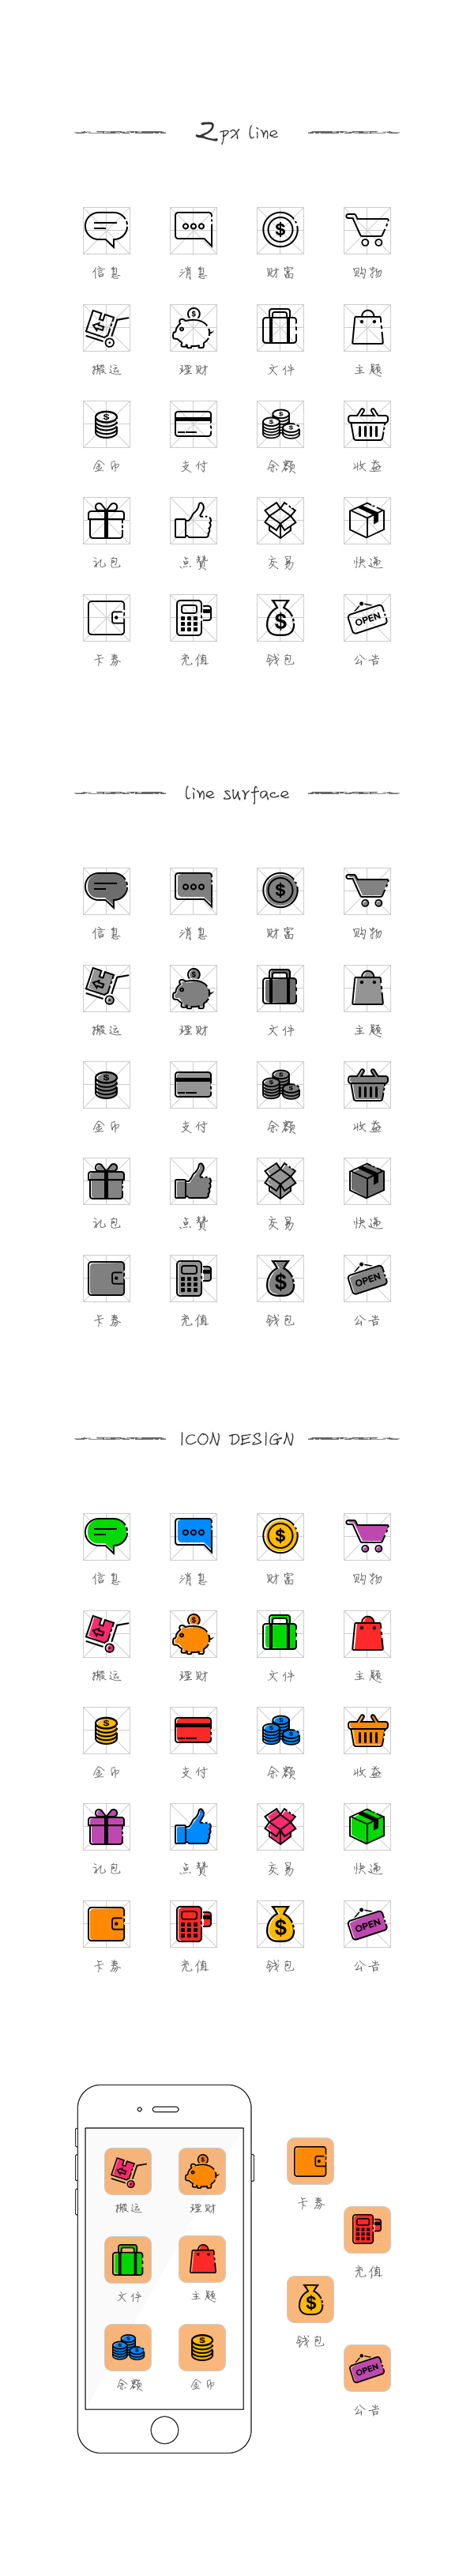 2px line
信息 消息 财富 购物
$
搬运 理财 文件 主题
$
$ $ $ $
金币 支付 余额 收益
礼包 点赞 交易 快递
$ OPEN
卡券 充值 钱包 公告
line surface
$
信息 消息 财富 购物
$
搬运 理财 文件 主题
$ $ $ $
金币 支付 余额 收益
礼包 点赞 交易 快递
$ OPEN
卡券 充值 钱包 公告
ICON DESIGN
$
信息 消息 财富 购物
$
搬运 理财 文件 主题
$ $ $ $
金币 支付 余额 收益
礼包 点赞 交易 快递
$ OPEN
卡券 充值 钱包 公告
$
搬运 理财
卡券
文件 主题
充值
$
钱包
$ $ $ $
余额 金币
OPEN
公告